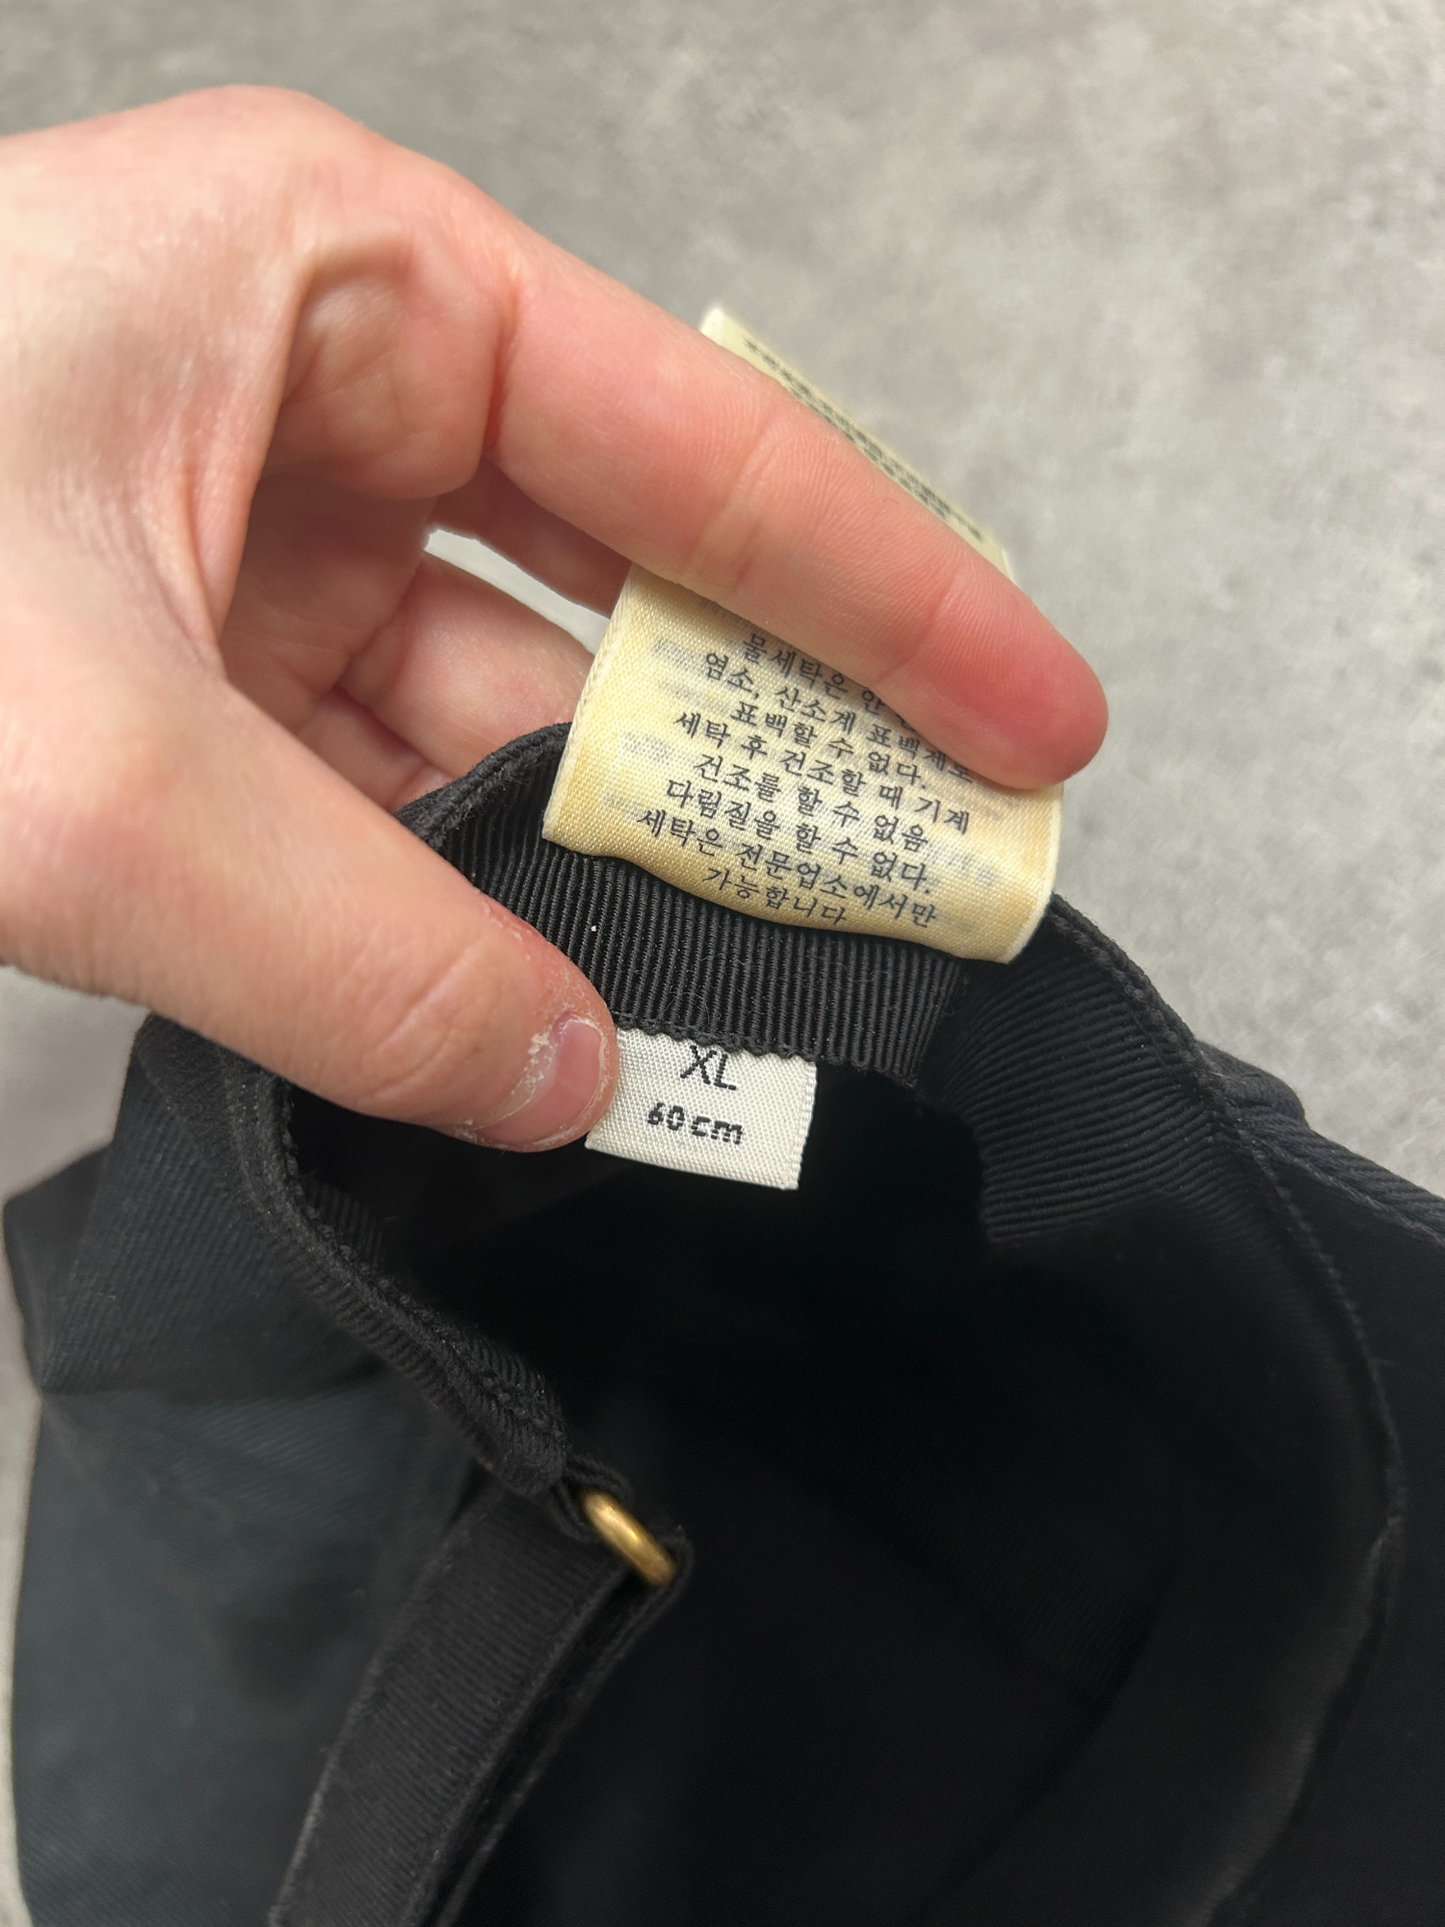 물세탁은 안
염소, 산소계 표백제로
표백할 수 없다.
세탁 후 건조할 때 기계
건조를 할 수 없음
다림질을 할 수 없다.
세탁은 전문업소에서만
가능합니다
XL
60cm